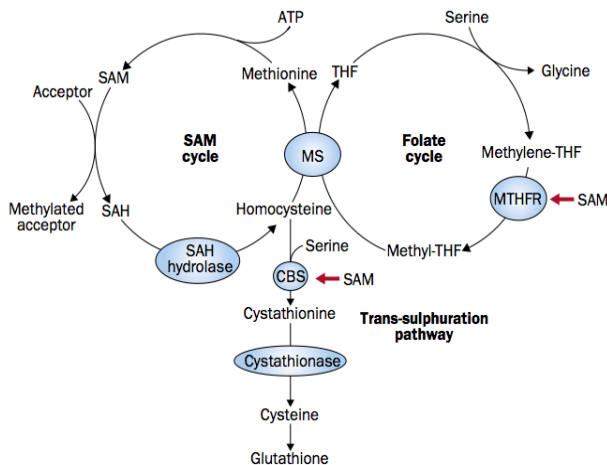 ATP
Serine
SAM
Methionine
THF
Glycine
Acceptor
SAM
cycle
MS
Folate
cycle
Methylene-THF
MTHFR
SAM
Methylated
acceptor
SAH
Homocysteine
SAH
hydrolase
Serine
Methyl-THF
CBS
SAM
Cystathionine
Trans-sulphuration
pathway
Cystathionase
Cysteine
Glutathione